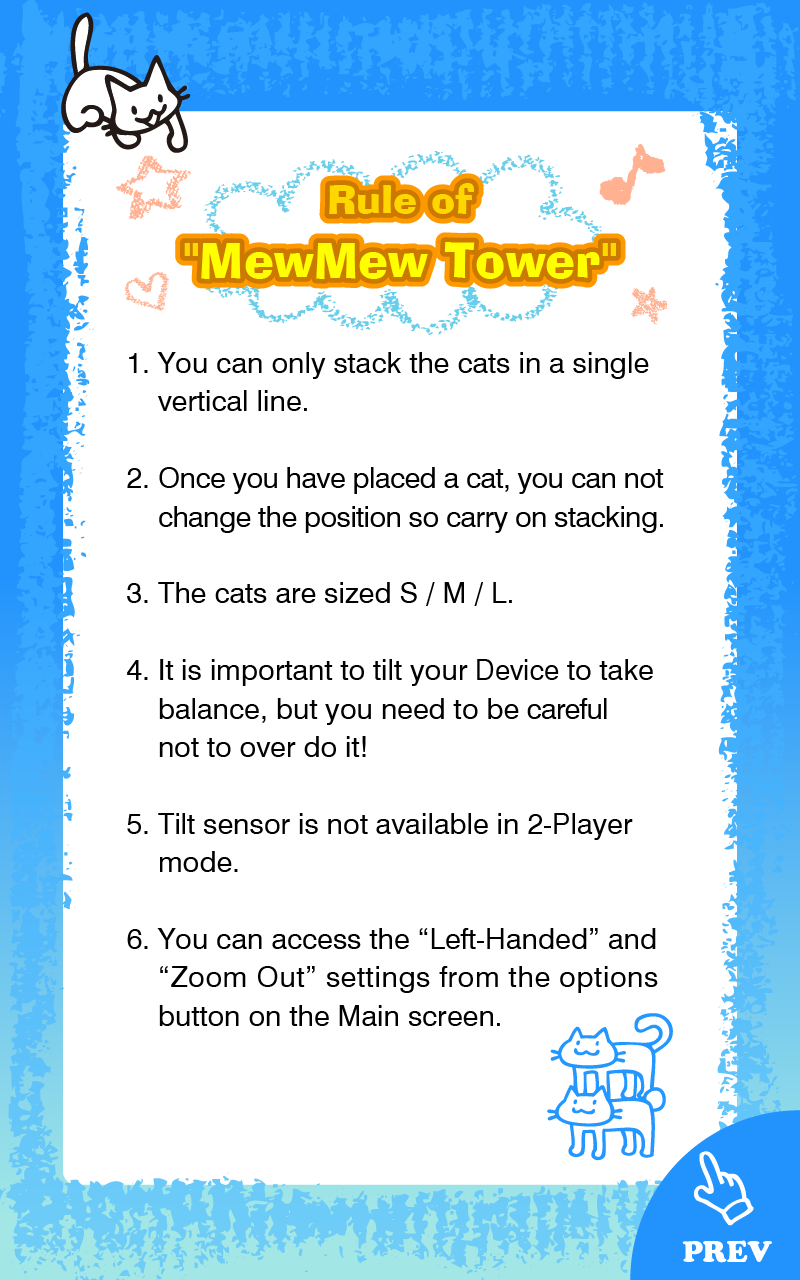 Rule of
"MewMew Tower"
1. You can only stack the cats in a single
vertical line.
2. Once you have placed a cat, you can not
change the position so carry on stacking.
3. The cats are sized S / M / L.
4. It is important to tilt your Device to take
balance, but you need to be careful
not to over do it!
5. Tilt sensor is not available in 2-Player
mode.
6. You can access the “Left-Handed” and
“Zoom Out” settings from the options
button on the Main screen.
PREV